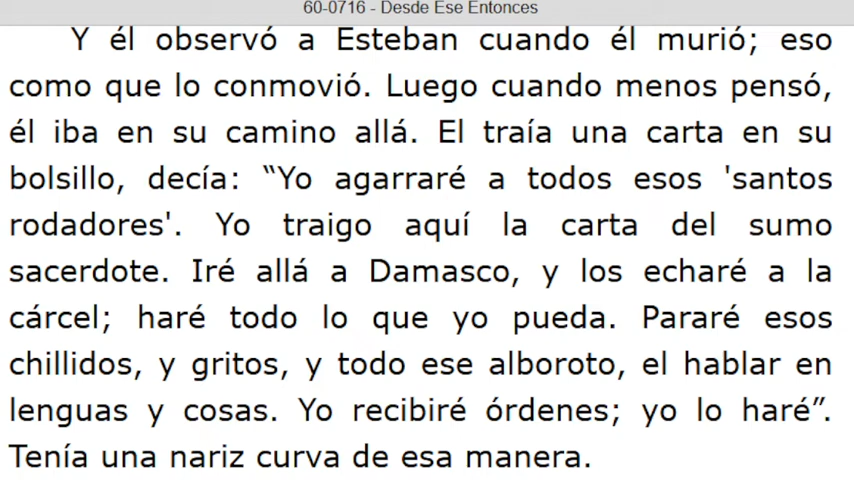 60-0716 - Desde Ese Entonces
Y él observó a Esteban cuando él murió; eso
como que lo conmovió. Luego cuando menos pensó,
él iba en su camino allá. El traía una carta en su
bolsillo, decía: “Yo agarraré a todos esos 'santos
rodadores'. Yo traigo aquí la carta del sumo
sacerdote. Iré allá a Damasco, y los echaré a la
cárcel; haré todo lo que yo pueda. Pararé esos
chillidos, y gritos, y todo ese alboroto, el hablar en
lenguas y cosas. Yo recibiré órdenes; yo lo haré”.
Tenía una nariz curva de esa manera.